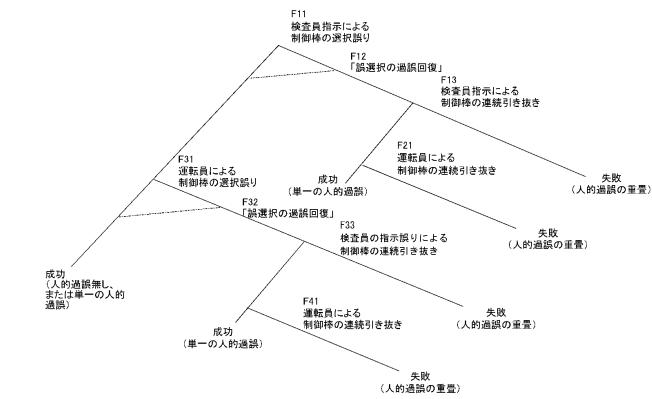 F11
検査員指示による
制御棒の選択誤り
F12
「誤選択の過誤回復」
F13
検査員指示による
制御棒の連続引き抜き
F21
運転員による
制御棒の連続引き抜き
成功
(単一の人的過誤)
失敗
(人的過誤の重畳)
F31
運転員による
制御棒の選択誤り
F32
「誤選択の過誤回復」
失敗
(人的過誤の重畳)
F33
検査員の指示誤りによる
制御棒の連続引き抜き
成功
(人的過誤無し、
または単一の人的
過誤)
F41
運転員による
制御棒の連続引き抜き
失敗
(人的過誤の重畳)
成功
(単一の人的過誤)
失敗
(人的過誤の重畳)